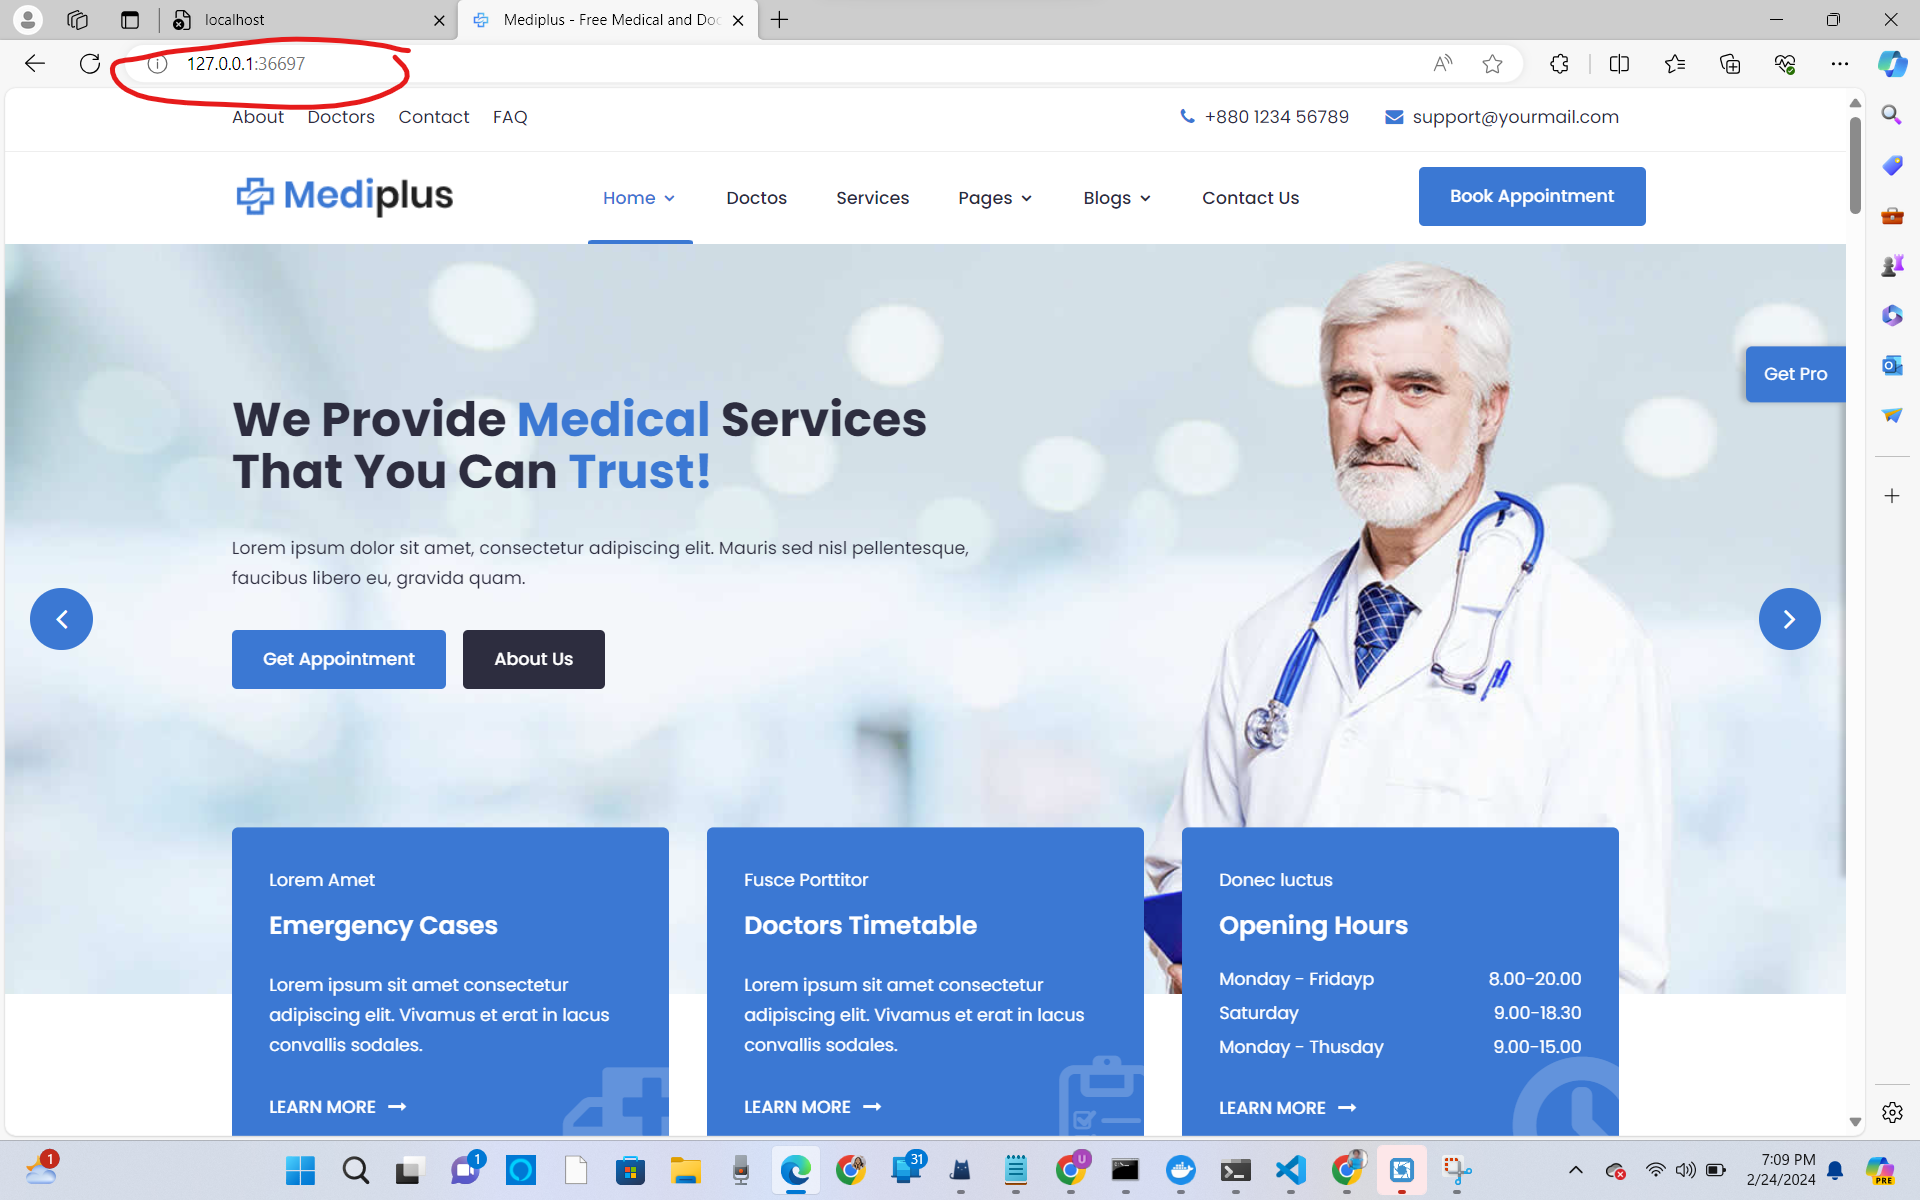 localhost
Mediplus - Free Medical and Doc
127.0.0.1:36697
About Doctors Contact FAQ
+880 1234 56789 support@yourmail.com
Mediplus
Home Doctos Services Pages Blogs Contact Us
Book Appointment
Get Pro
We Provide Medical Services
That You Can Trust!
Lorem ipsum dolor sit amet, consectetur adipiscing elit. Mauris sed nisl pellentesque,
faucibus libero eu, gravida quam.
Get Appointment About Us
Lorem Amet
Emergency Cases
Lorem ipsum sit amet consectetur
adipiscing elit. Vivamus et erat in lacus
convallis sodales.
LEARN MORE
Fusce Porttitor
Doctors Timetable
Lorem ipsum sit amet consectetur
adipiscing elit. Vivamus et erat in lacus
convallis sodales.
LEARN MORE
Donec luctus
Opening Hours
Monday - Fridayp 8.00-20.00
Saturday 9.00-18.30
Monday - Thusday 9.00-15.00
LEARN MORE
1
1
31
U
7:09 PM
2/24/2024
PRE